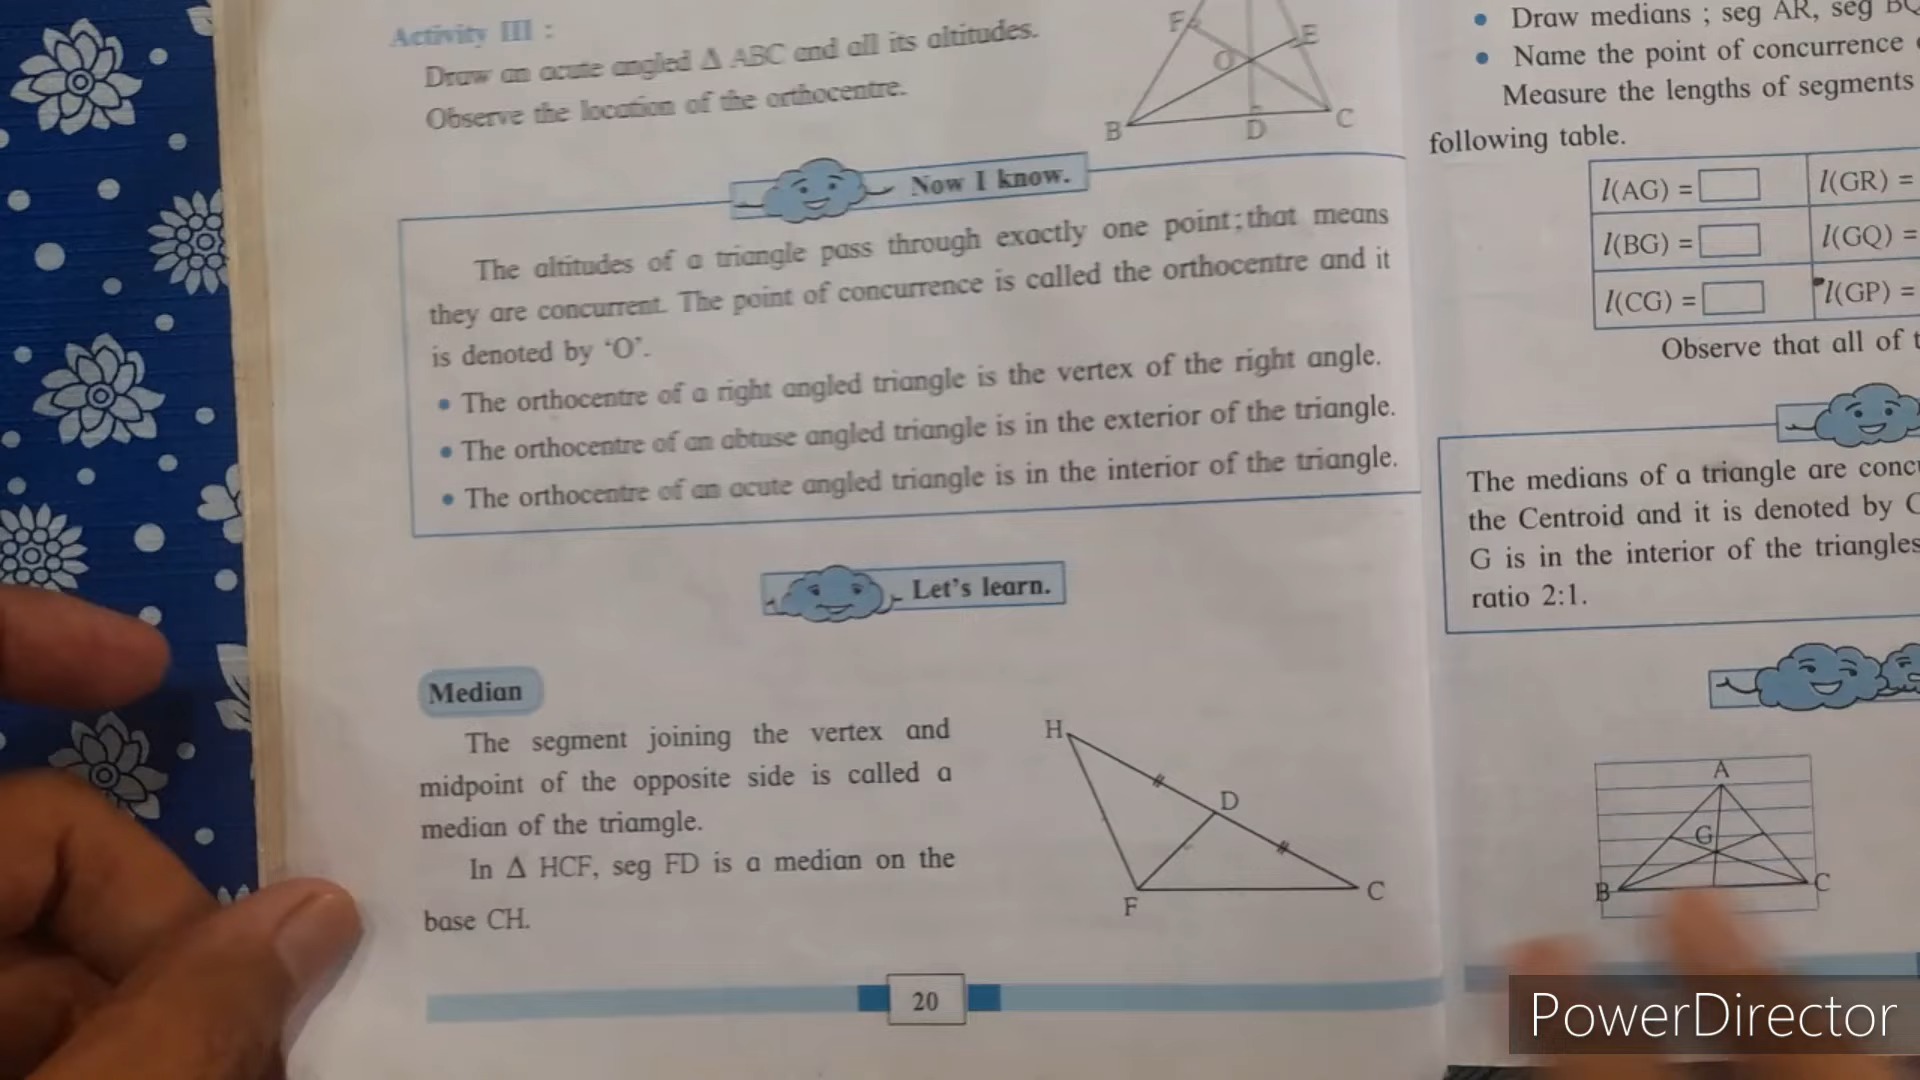 Activity III :
Draw an acute angled Δ ABC and all its altitudes.
Observe the location of the orthocentre.
F
E
O
B
D
C
Now I know.
The altitudes of a triangle pass through exactly one point; that means
they are concurrent. The point of concurrence is called the orthocentre and it
is denoted by ‘O’.
• The orthocentre of a right angled triangle is the vertex of the right angle.
• The orthocentre of an obtuse angled triangle is in the exterior of the triangle.
• The orthocentre of an acute angled triangle is in the interior of the triangle.
Let’s learn.
Median
The segment joining the vertex and
midpoint of the opposite side is called a
median of the triamgle.
In Δ HCF, seg FD is a median on the
base CH.
H
D
F
C
20
• Draw medians ; seg AR, seg BQ
• Name the point of concurrence
Measure the lengths of segments
following table.
l(AG) = l(GR) =
l(BG) = l(GQ) =
l(CG) = l(GP) =
Observe that all of
The medians of a triangle are
the Centroid and it is denoted by
G is in the interior of the triangles
ratio 2:1.
A
G
B
C
PowerDirector